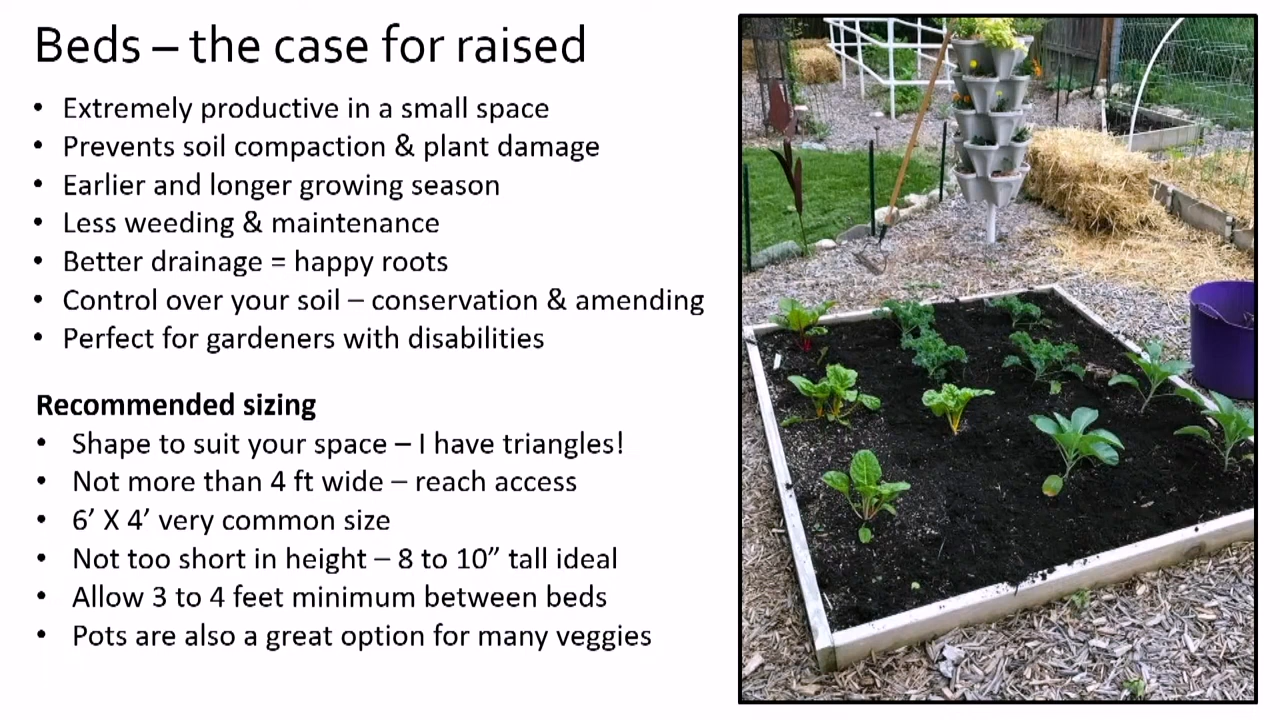 Beds – the case for raised
• Extremely productive in a small space
• Prevents soil compaction & plant damage
• Earlier and longer growing season
• Less weeding & maintenance
• Better drainage = happy roots
• Control over your soil – conservation & amending
• Perfect for gardeners with disabilities
Recommended sizing
• Shape to suit your space – I have triangles!
• Not more than 4 ft wide – reach access
• 6’ X 4’ very common size
• Not too short in height – 8 to 10” tall ideal
• Allow 3 to 4 feet minimum between beds
• Pots are also a great option for many veggies